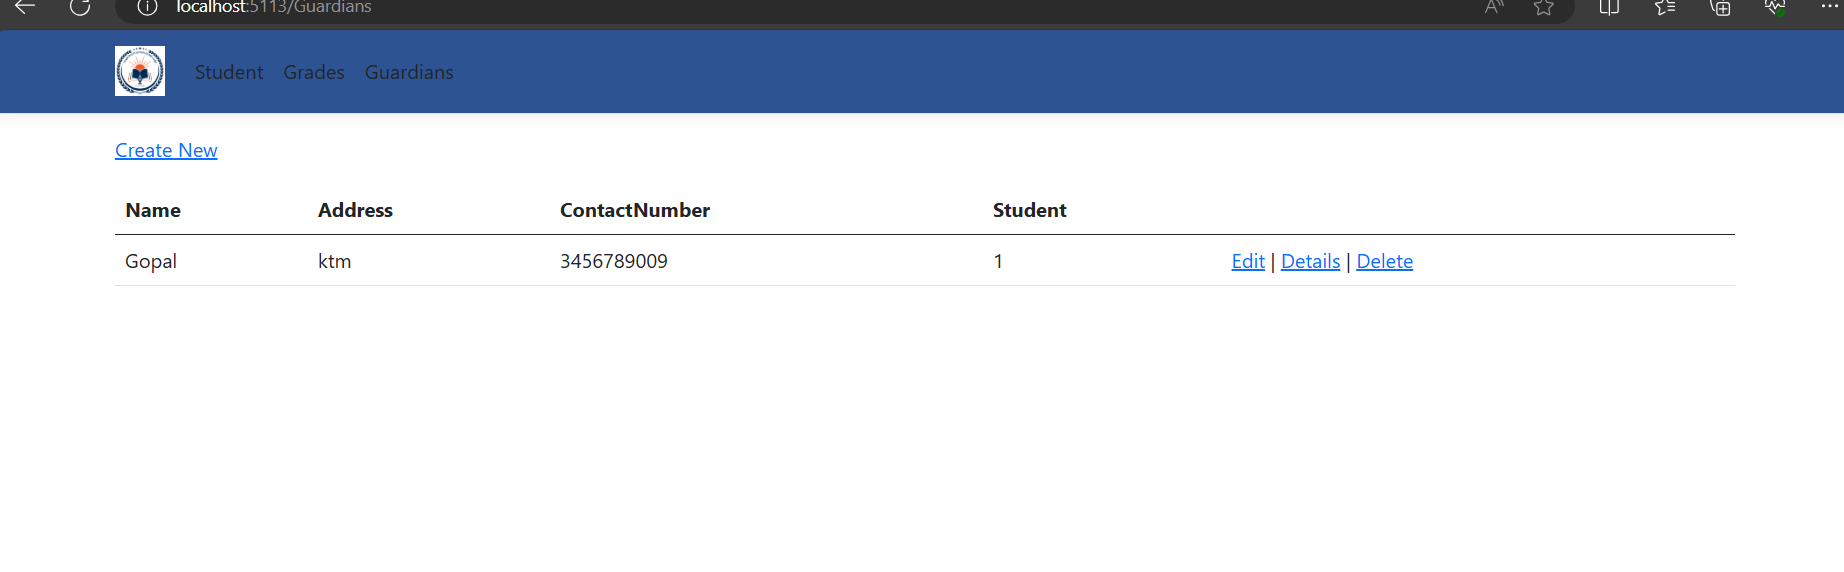 localhost:5113/Guardians
Student Grades Guardians
Create New
Name Address ContactNumber Student
Gopal ktm 3456789009 1 Edit | Details | Delete